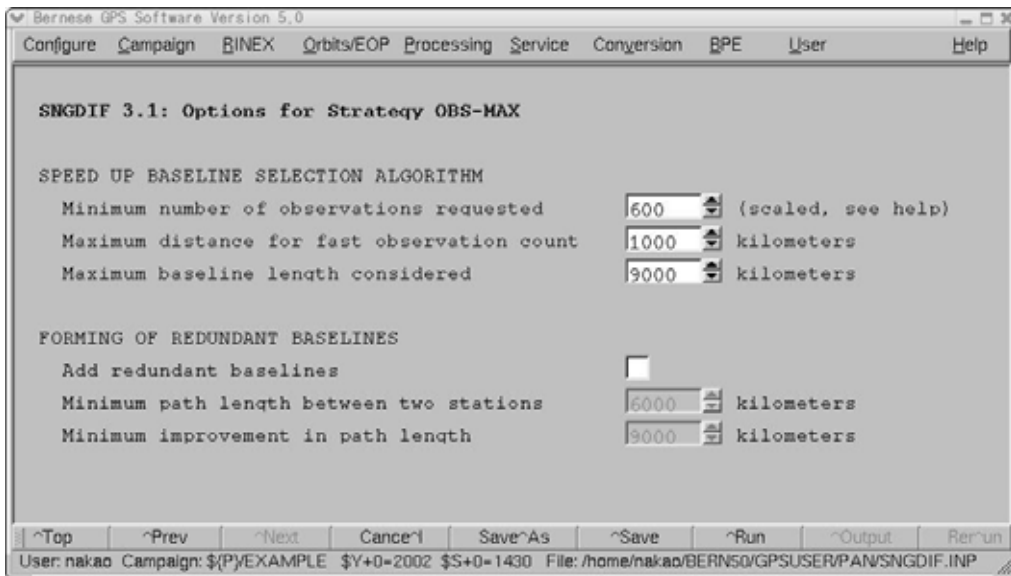 Bernese GPS Software Version 5.0
Configure Campaign RINEX Orbits/EOP Processing Service Conversion BPE User Help
SNGDIF 3.1: Options for Strategy OBS-MAX
SPEED UP BASELINE SELECTION ALGORITHM
Minimum number of observations requested 600 (scaled, see help)
Maximum distance for fast observation count 1000 kilometers
Maximum baseline length considered 9000 kilometers
FORMING OF REDUNDANT BASELINES
Add redundant baselines
Minimum path length between two stations 6000 kilometers
Minimum improvement in path length 9000 kilometers
^Top ^Prev ^Next Cance^l Save^As ^Save ^Run ^Output Rer^un
User: nakao Campaign: ${P}/EXAMPLE $Y+0=2002 $S+0=1430 File: /home/nakao/BERN50/GPSUSER/PAN/SNGDIF.INP